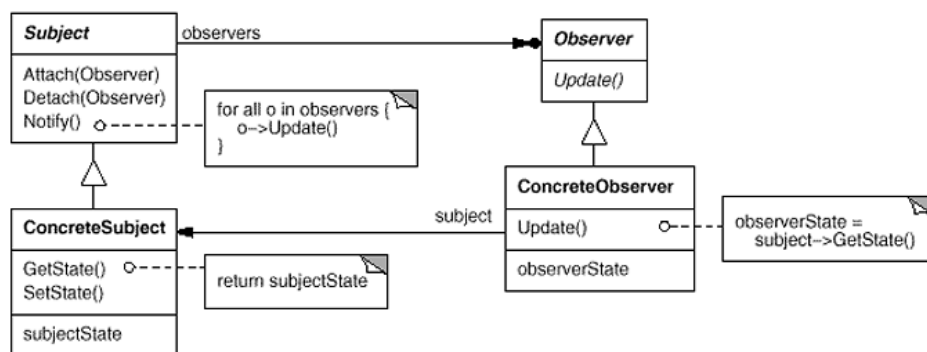 Subject
observers
Observer
Attach(Observer)
Detach(Observer)
Notify()
for all o in observers {
o->Update()
}
Update()
ConcreteObserver
Update()
observerState
observerState =
subject->GetState()
subject
ConcreteSubject
GetState()
SetState()
subjectState
return subjectState